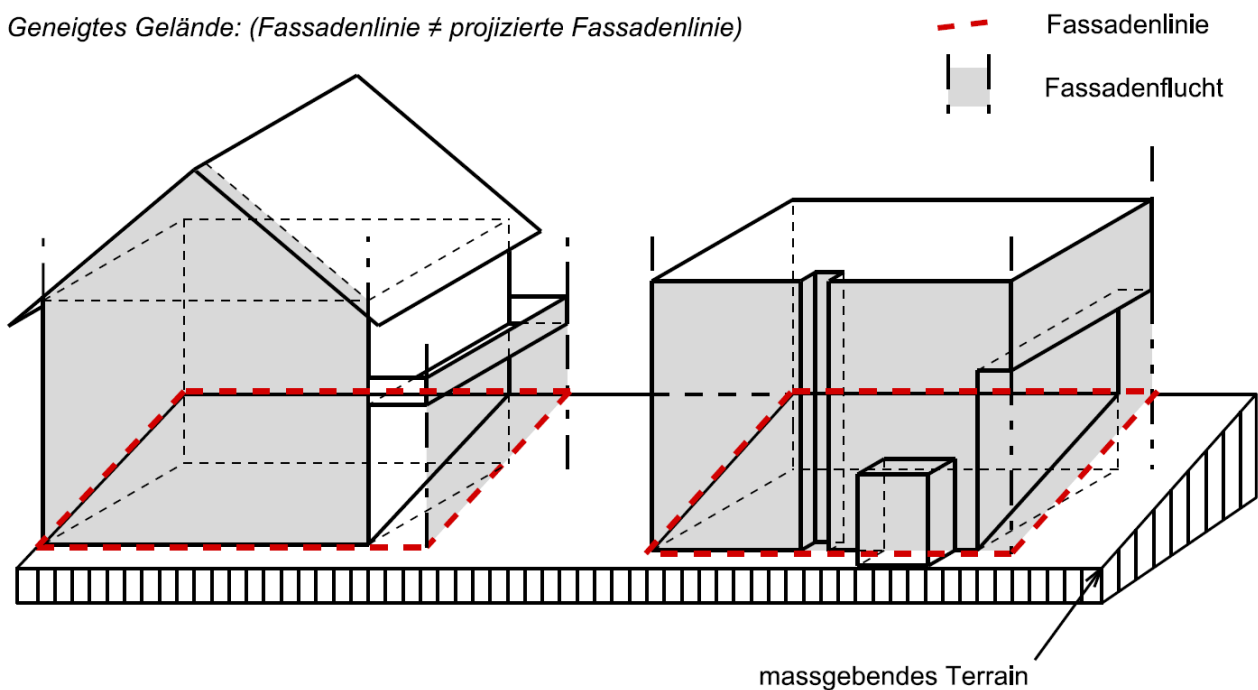 Geneigtes Gelände: (Fassadenlinie ≠ projizierte Fassadenlinie)
Fassadenlinie
Fassadenflucht
massgebendes Terrain